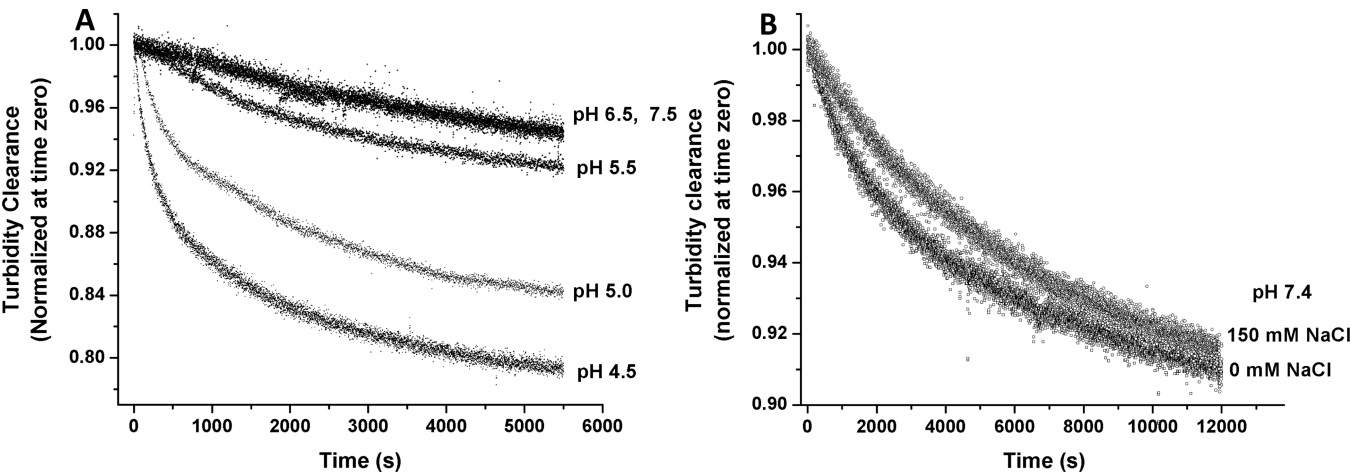 A
Turbidity Clearance
(Normalized at time zero)
1.00
0.96
0.92
0.88
0.84
0.80
pH 6.5, 7.5
pH 5.5
pH 5.0
pH 4.5
0 1000 2000 3000 4000 5000 6000
Time (s)
B
Turbidity clearance
(normalized at time zero)
1.00
0.98
0.96
0.94
0.92
0.90
pH 7.4
150 mM NaCl
0 mM NaCl
0 2000 4000 6000 8000 10000 12000
Time (s)